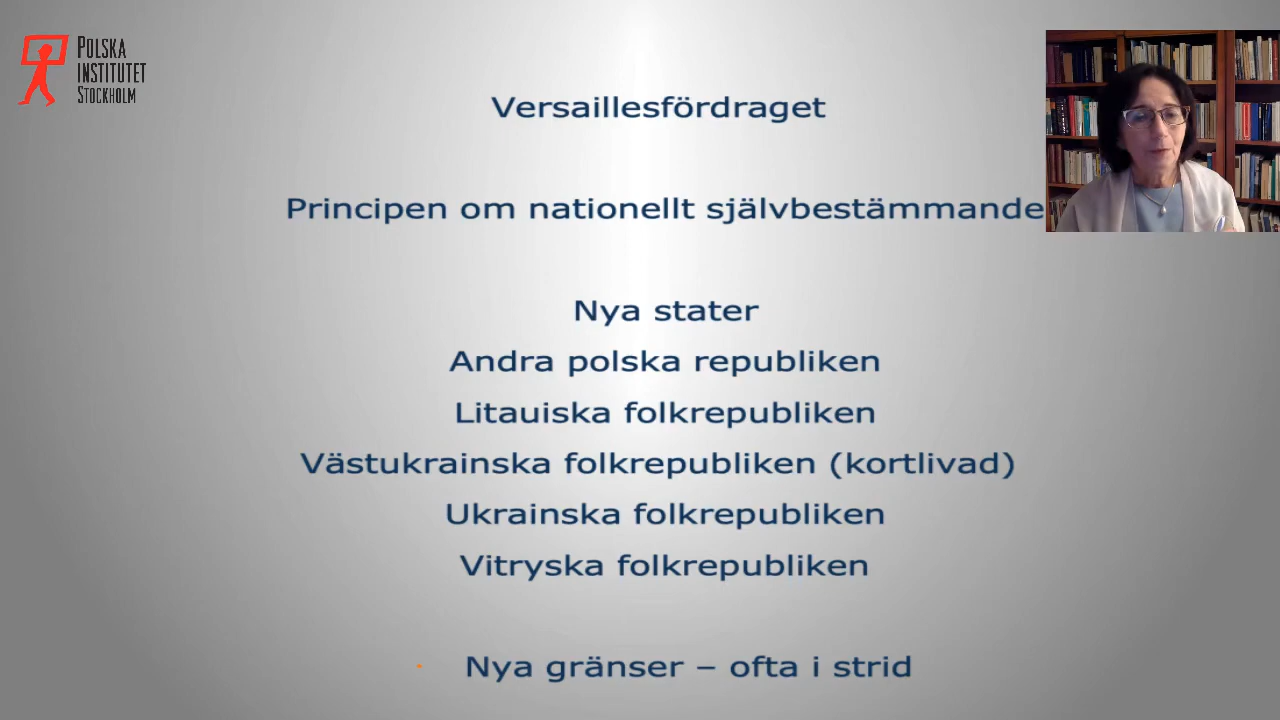 POLSKA
INSTITUTET
STOCKHOLM
Versaillesfördraget
Principen om nationellt självbestämmande
Nya stater
Andra polska republiken
Litauiska folkrepubliken
Västukrainska folkrepubliken (kortlivad)
Ukrainska folkrepubliken
Vitryska folkrepubliken
Nya gränser – ofta i strid